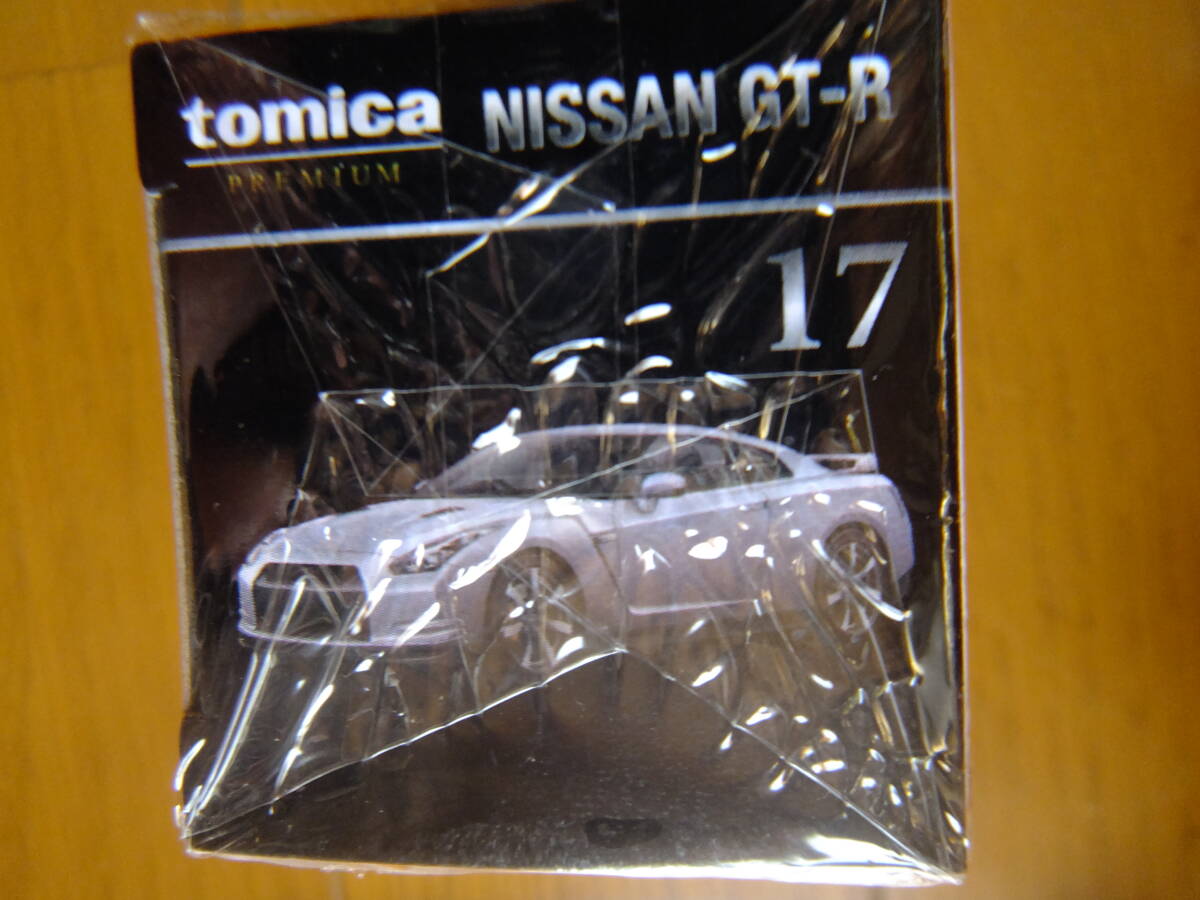 tomica NISSAN GT-R
PREMIUM
17